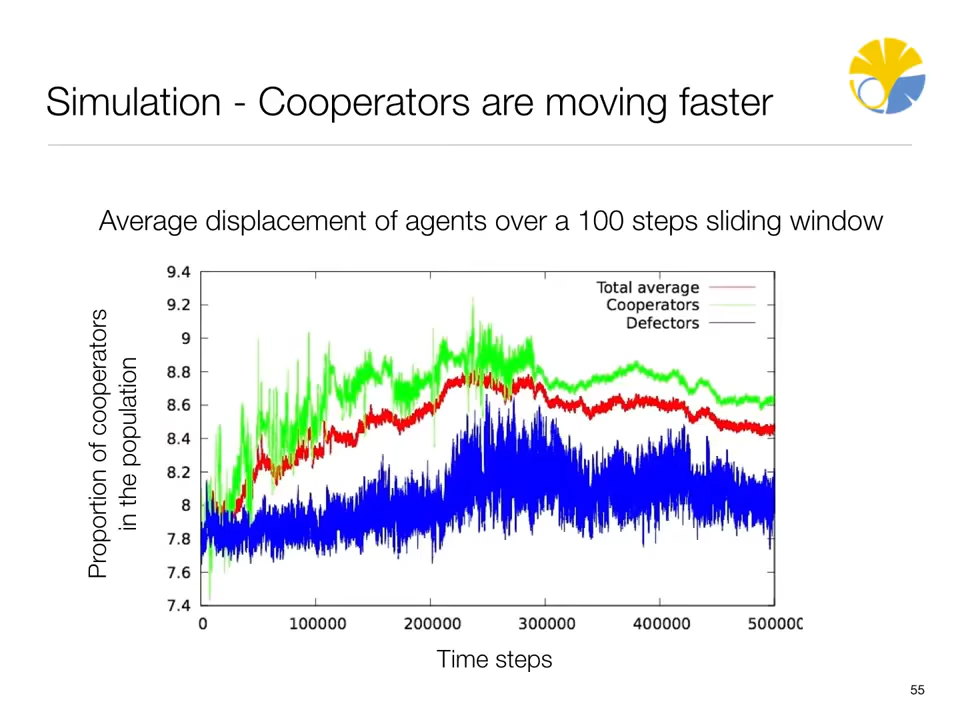 Simulation - Cooperators are moving faster
Average displacement of agents over a 100 steps sliding window
Proportion of cooperators
in the population
9.4
9.2
9
8.8
8.6
8.4
8.2
8
7.8
7.6
7.4
Total average
Cooperators
Defectors
0
100000
200000
300000
400000
500000
Time steps
55